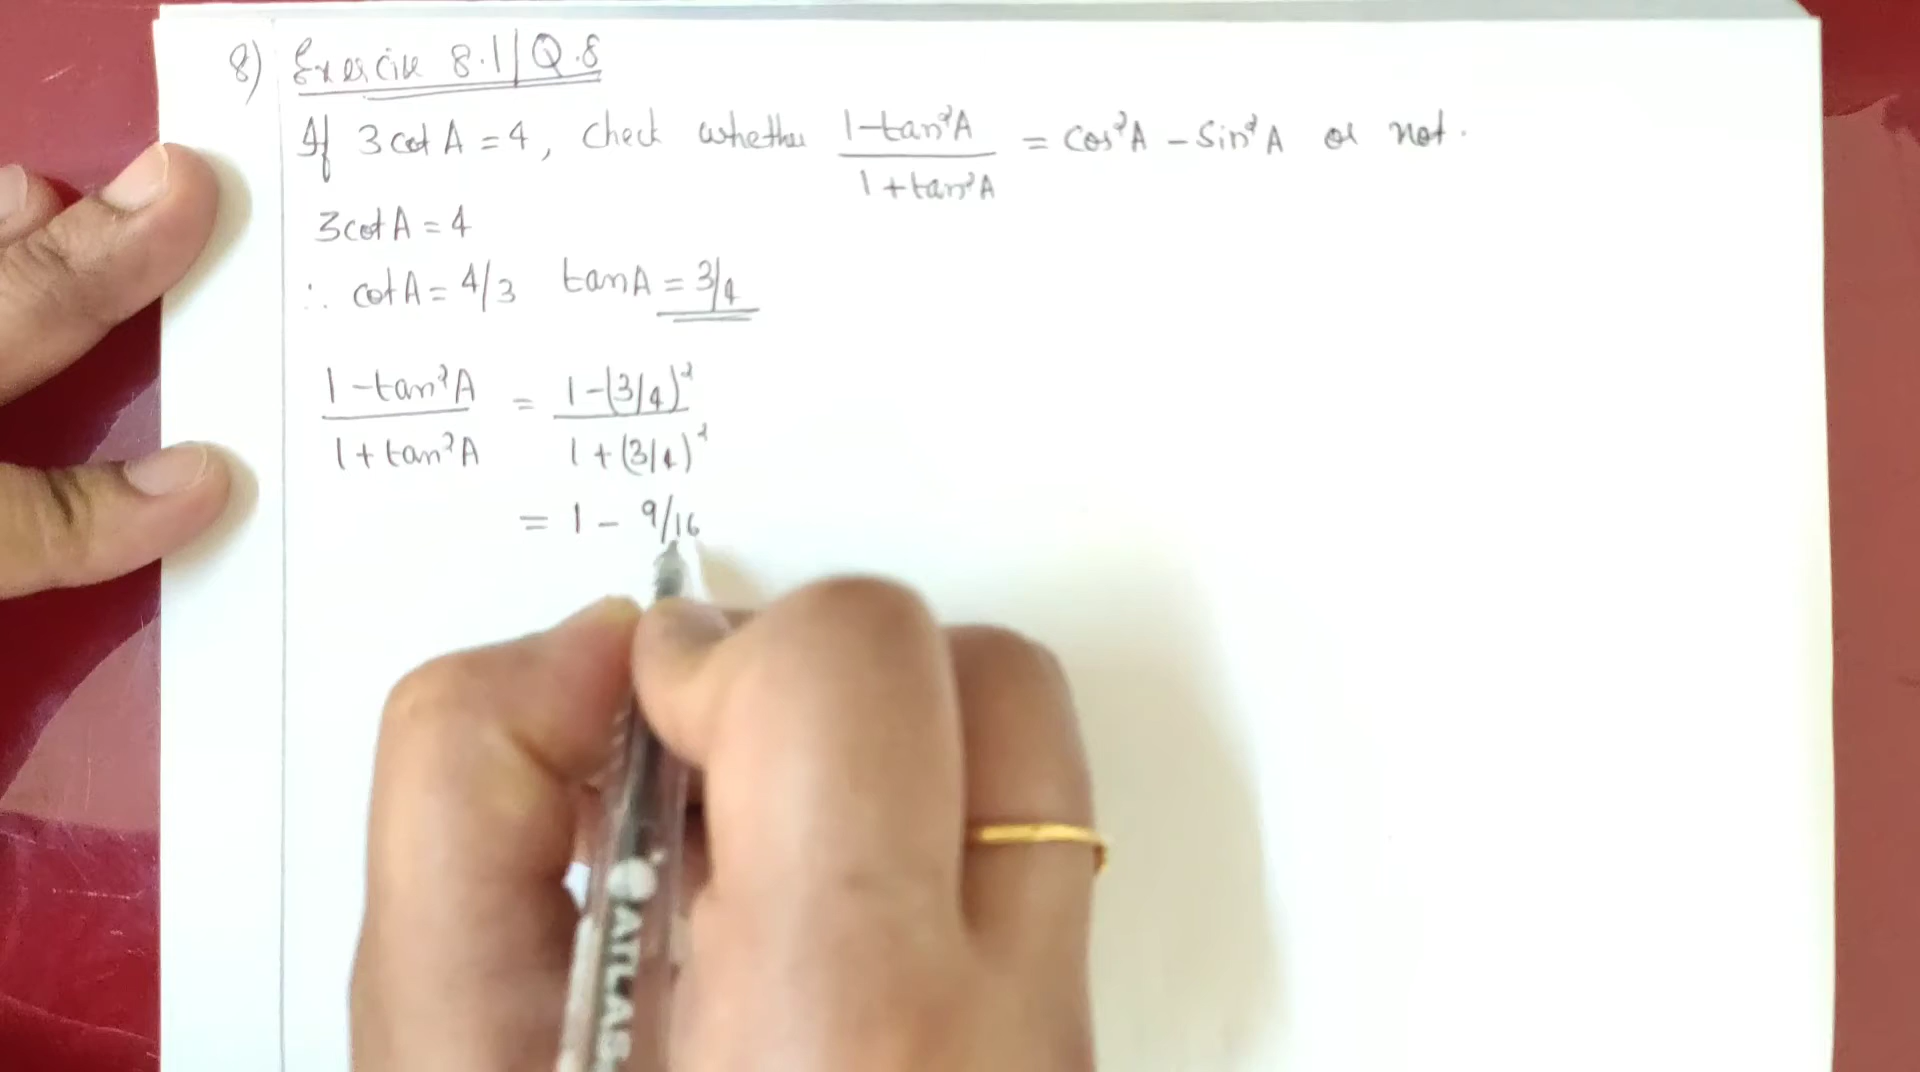 8) Exercise 8.1 | Q.8
If 3 cot A = 4, Check whether 1-tan²A / 1+tan²A = Cos²A - Sin²A or not.
3cot A = 4
∴ cot A = 4/3 tan A = 3/4
1-tan²A / 1+tan²A = 1-(3/4)² / 1+(3/4)²
= 1 - 9/16
ATLAS